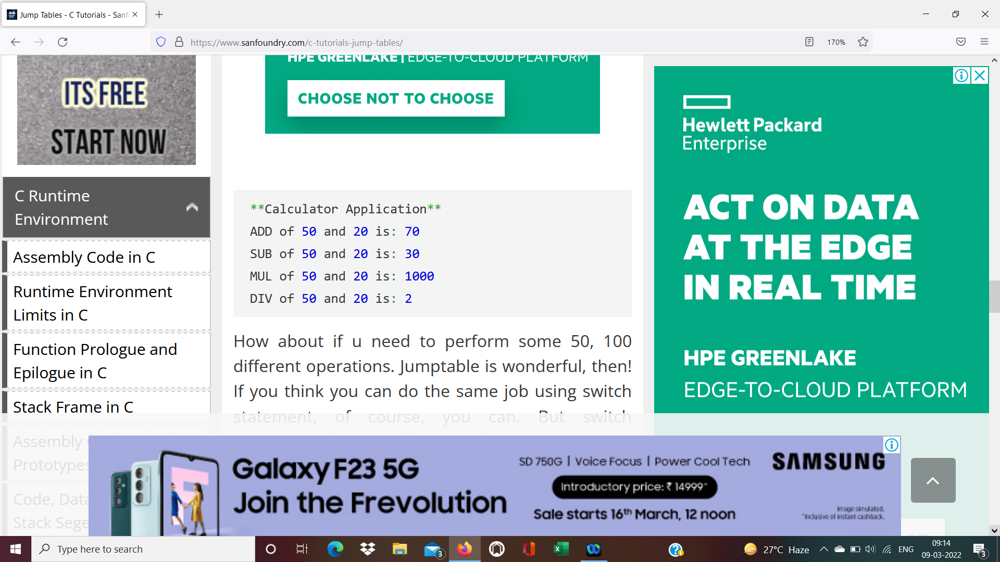 Jump Tables - C Tutorials - Sanf
https://www.sanfoundry.com/c-tutorials-jump-tables/
170%
ITS FREE
START NOW
C Runtime
Environment
Assembly Code in C
Runtime Environment
Limits in C
Function Prologue and
Epilogue in C
Stack Frame in C
Assembly
Prototypes
Code, Data
Stack Sege
HPE GREENLAKE | EDGE-TO-CLOUD PLATFORM
CHOOSE NOT TO CHOOSE
**Calculator Application**
ADD of 50 and 20 is: 70
SUB of 50 and 20 is: 30
MUL of 50 and 20 is: 1000
DIV of 50 and 20 is: 2
How about if u need to perform some 50, 100
different operations. Jumptable is wonderful, then!
If you think you can do the same job using switch
statement, of course, you can. But switch
Hewlett Packard
Enterprise
ACT ON DATA
AT THE EDGE
IN REAL TIME
HPE GREENLAKE
EDGE-TO-CLOUD PLATFORM
Galaxy F23 5G
Join the Frevolution
SD 750G | Voice Focus | Power Cool Tech
Introductory price: ₹ 14999*
Sale starts 16th March, 12 noon
SAMSUNG
Image simulated.
*Inclusive of instant cashback.
Type here to search
3
27°C Haze
ENG
09:14
09-03-2022
3